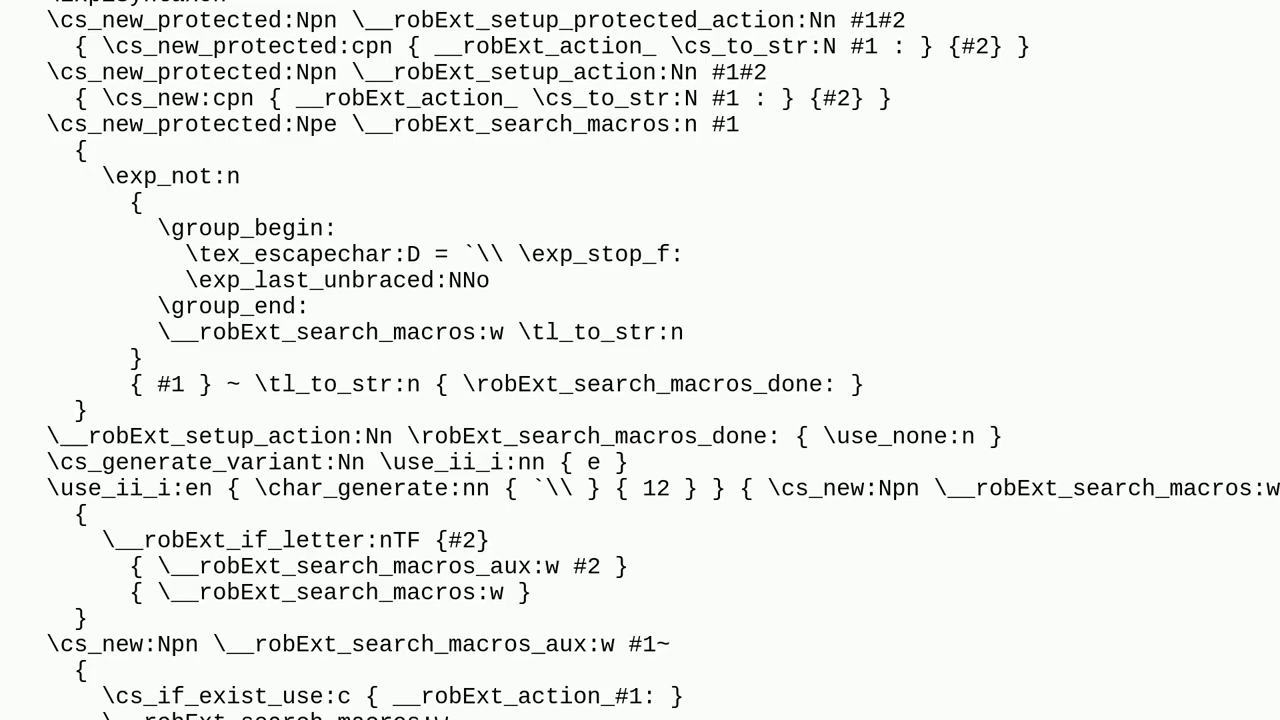 \cs_new_protected:Npn \__robExt_setup_protected_action:Nn #1#2
{ \cs_new_protected:cpn { __robExt_action_ \cs_to_str:N #1 : } {#2} }
\cs_new_protected:Npn \__robExt_setup_action:Nn #1#2
{ \cs_new:cpn { __robExt_action_ \cs_to_str:N #1 : } {#2} }
\cs_new_protected:Npe \__robExt_search_macros:n #1
{
\exp_not:n
{
\group_begin:
\tex_escapechar:D = `\\ \exp_stop_f:
\exp_last_unbraced:NNo
\group_end:
\__robExt_search_macros:w \tl_to_str:n
}
{ #1 } ~ \tl_to_str:n { \robExt_search_macros_done: }
}
\__robExt_setup_action:Nn \robExt_search_macros_done: { \use_none:n }
\cs_generate_variant:Nn \use_ii_i:nn { e }
\use_ii_i:en { \char_generate:nn { `\\ } { 12 } } { \cs_new:Npn \__robExt_search_macros:w
{
\__robExt_if_letter:nTF {#2}
{ \__robExt_search_macros_aux:w #2 }
{ \__robExt_search_macros:w }
}
\cs_new:Npn \__robExt_search_macros_aux:w #1~
{
\cs_if_exist_use:c { __robExt_action_#1: }
\__robExt_search_macros:w